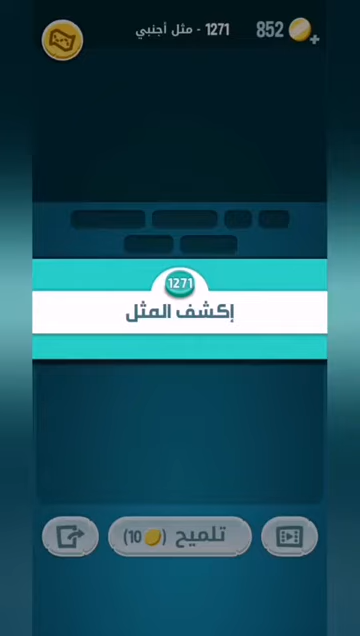 1271 - مثل أجنبي
852
1271
إكشف المثل
تلميح (10)